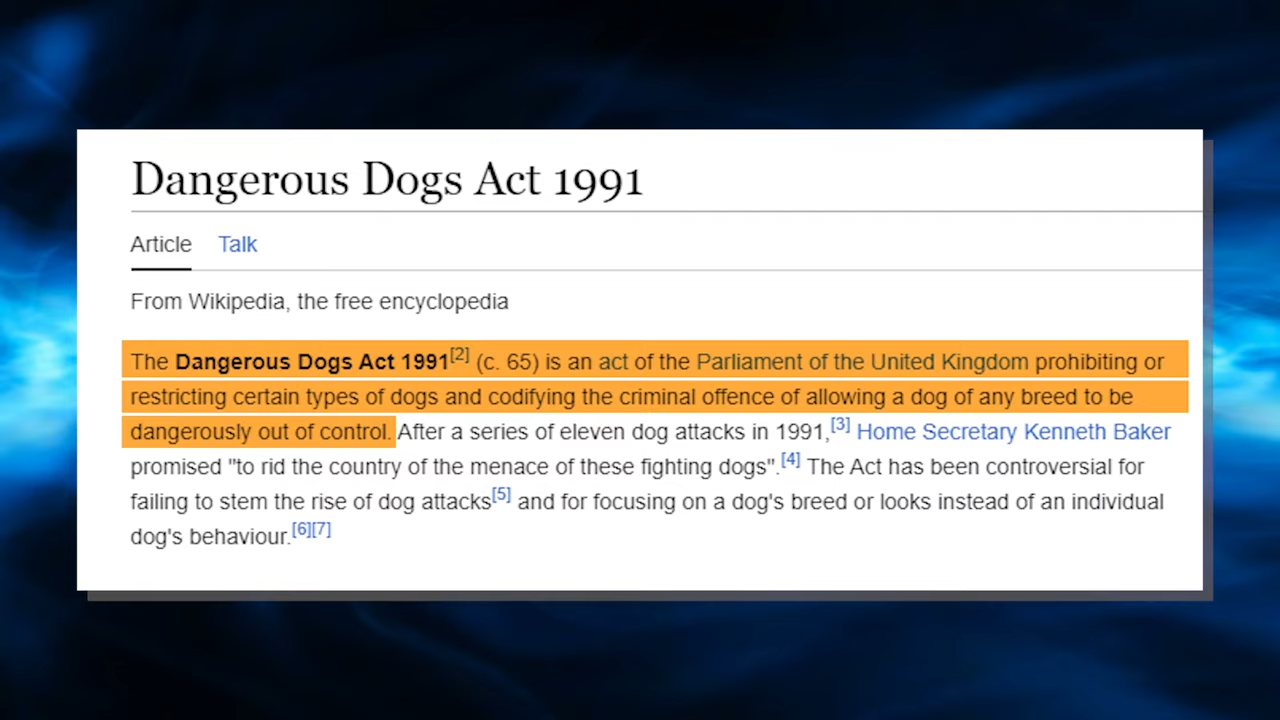 Dangerous Dogs Act 1991
Article Talk
From Wikipedia, the free encyclopedia
The Dangerous Dogs Act 1991[2] (c. 65) is an act of the Parliament of the United Kingdom prohibiting or
restricting certain types of dogs and codifying the criminal offence of allowing a dog of any breed to be
dangerously out of control. After a series of eleven dog attacks in 1991,[3] Home Secretary Kenneth Baker
promised "to rid the country of the menace of these fighting dogs".[4] The Act has been controversial for
failing to stem the rise of dog attacks[5] and for focusing on a dog's breed or looks instead of an individual
dog's behaviour.[6][7]